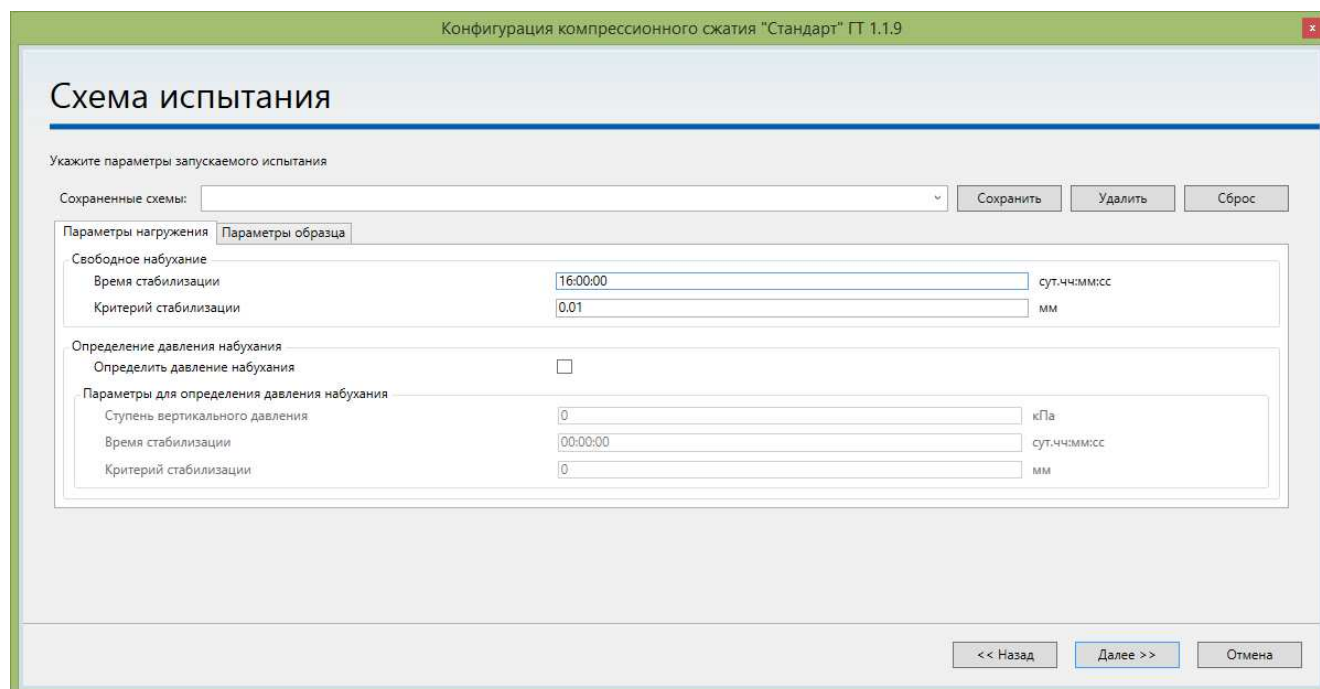 Конфигурация компрессионного сжатия "Стандарт" ГТ 1.1.9
x
Схема испытания
Укажите параметры запускаемого испытания
Сохраненные схемы: Сохранить Удалить Сброс
Параметры нагружения Параметры образца
Свободное набухание
Время стабилизации 16:00:00 сут.чч:мм:сс
Критерий стабилизации 0.01 мм
Определение давления набухания
Определить давление набухания
Параметры для определения давления набухания
Ступень вертикального давления 0 кПа
Время стабилизации 00:00:00 сут.чч:мм:сс
Критерий стабилизации 0 мм
<< Назад Далее >> Отмена